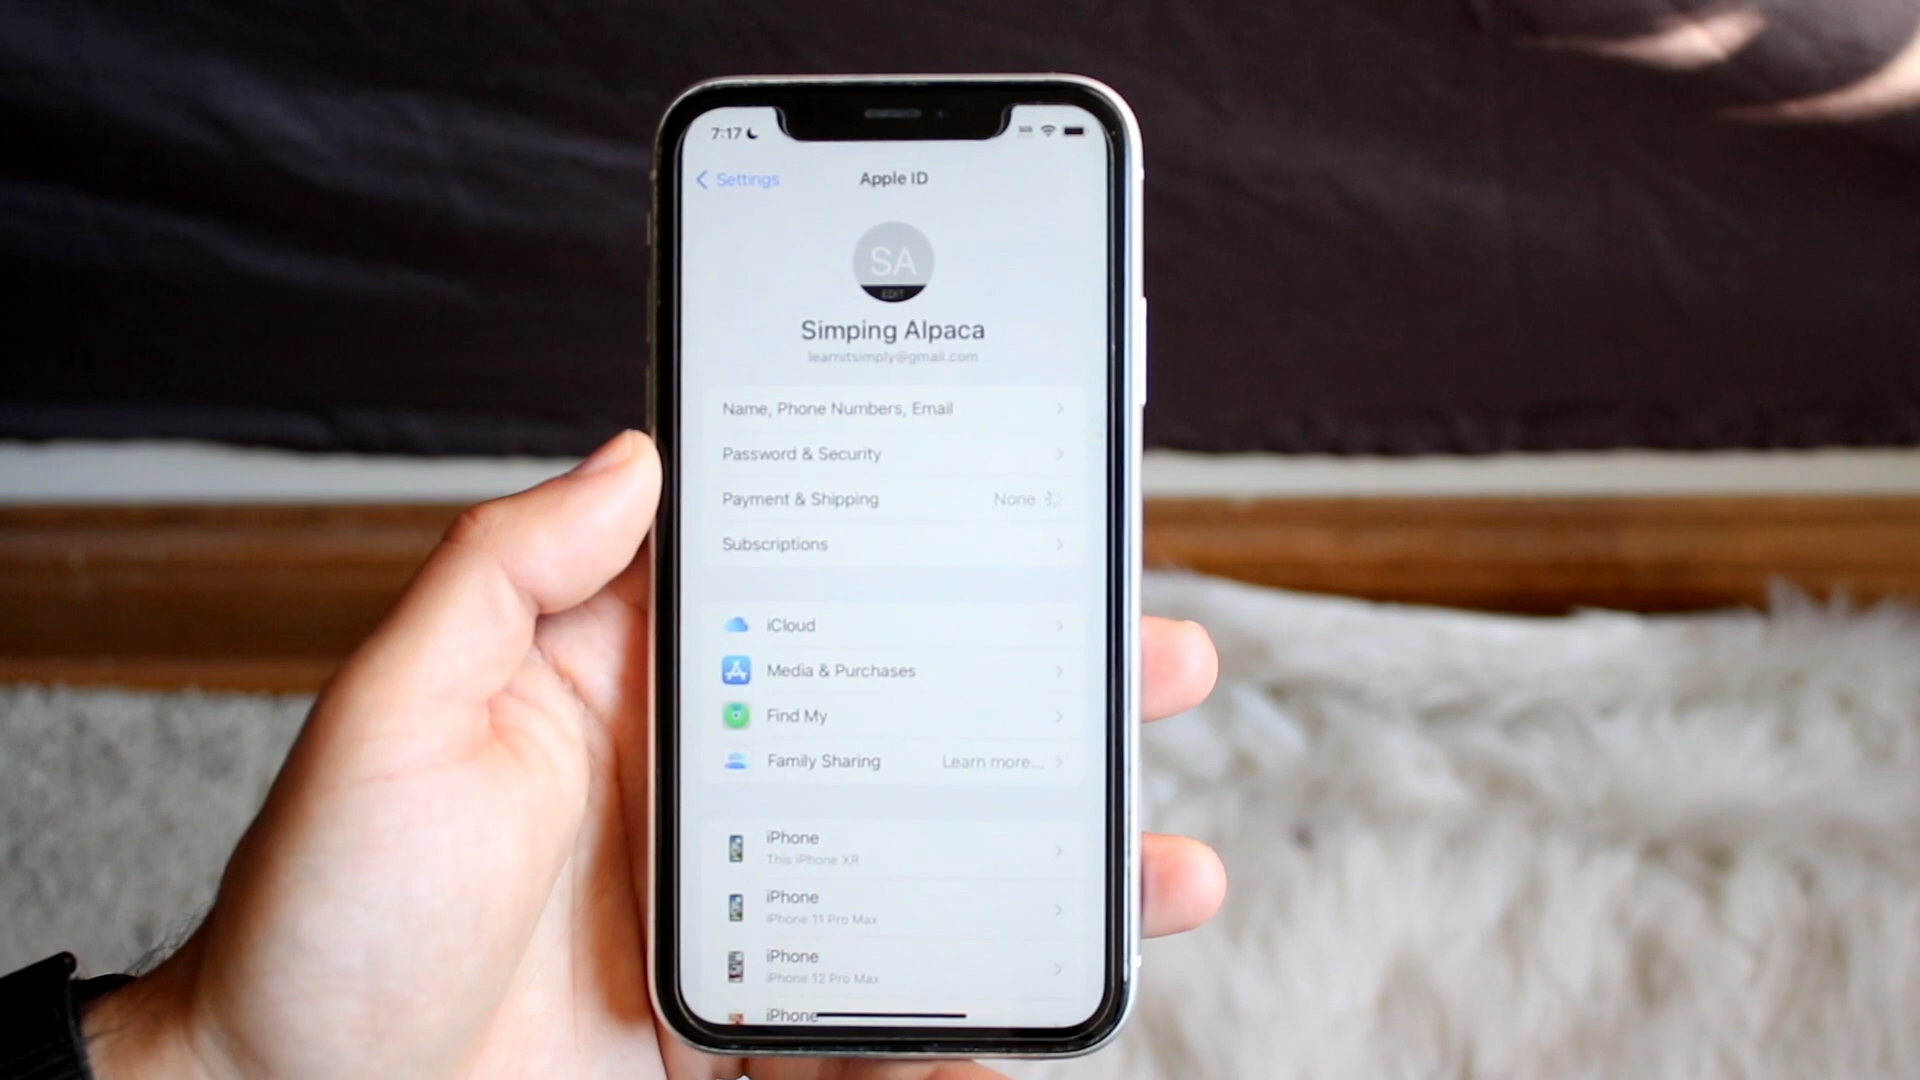 7:17
SOS
Settings
Apple ID
SA
EDIT
Simping Alpaca
learnitsimply@gmail.com
Name, Phone Numbers, Email
Password & Security
Payment & Shipping None
Subscriptions
iCloud
Media & Purchases
Find My
Family Sharing Learn more...
iPhone
This iPhone XR
iPhone
iPhone 11 Pro Max
iPhone
iPhone 12 Pro Max
iPhone